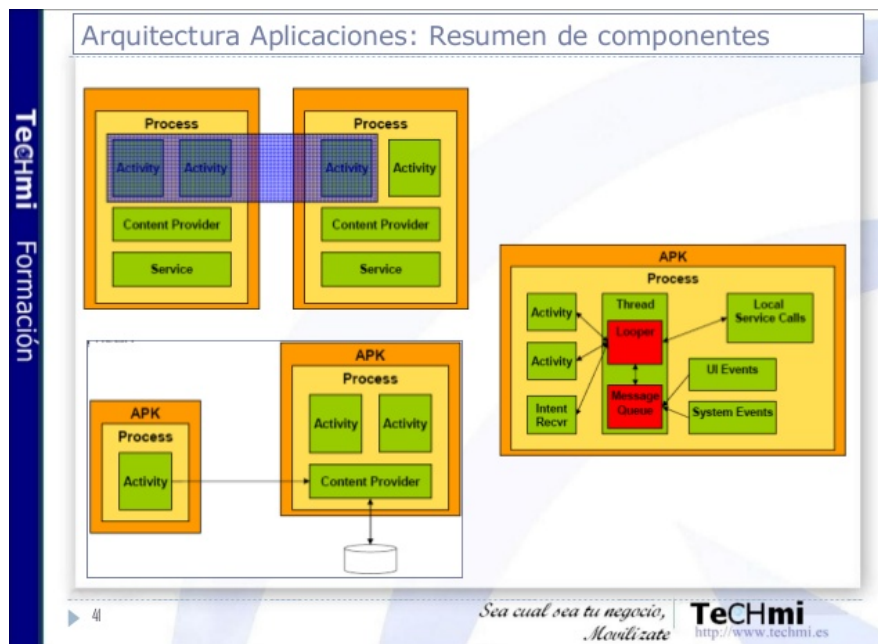 Arquitectura Aplicaciones: Resumen de componentes
TeCHmi Formación
Process
Activity
Activity
Content Provider
Service
Process
Activity
Activity
Content Provider
Service
APK
Process
Activity
APK
Process
Activity
Activity
Content Provider
APK
Process
Activity
Activity
Intent
Recvr
Thread
Looper
Message
Queue
Local
Service Calls
UI Events
System Events
41
Sea cual sea tu negocio,
Movilízate
TeCHmi
http://www.techmi.es